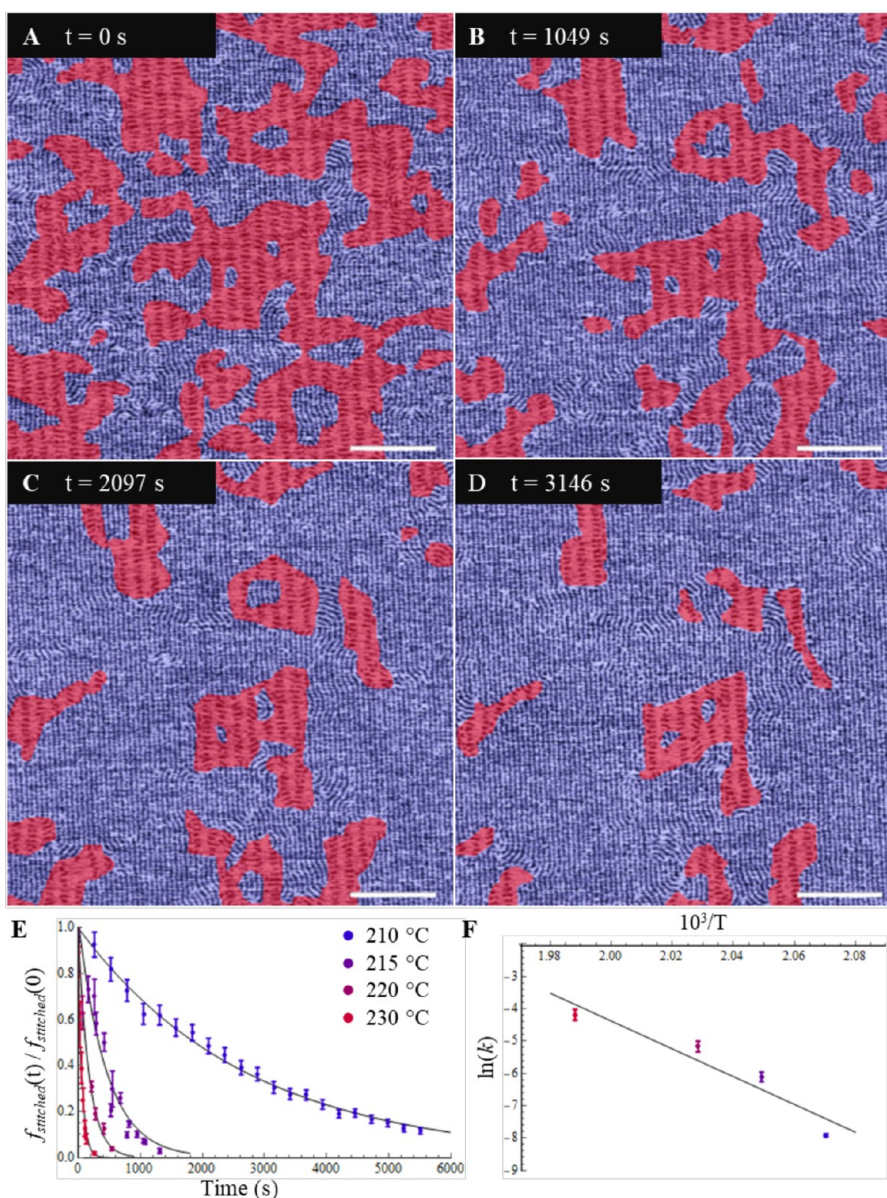 A t = 0 s
B t = 1049 s
C t = 2097 s
D t = 3146 s
E
1.0
0.8
0.6
0.4
0.2
0.0
0 1000 2000 3000 4000 5000 6000
Time (s)
f_stitched(t) / f_stitched(0)
210 °C
215 °C
220 °C
230 °C
F
10³/T
1.98 2.00 2.02 2.04 2.06 2.08
-3
-4
-5
-6
-7
-8
-9
ln(k)